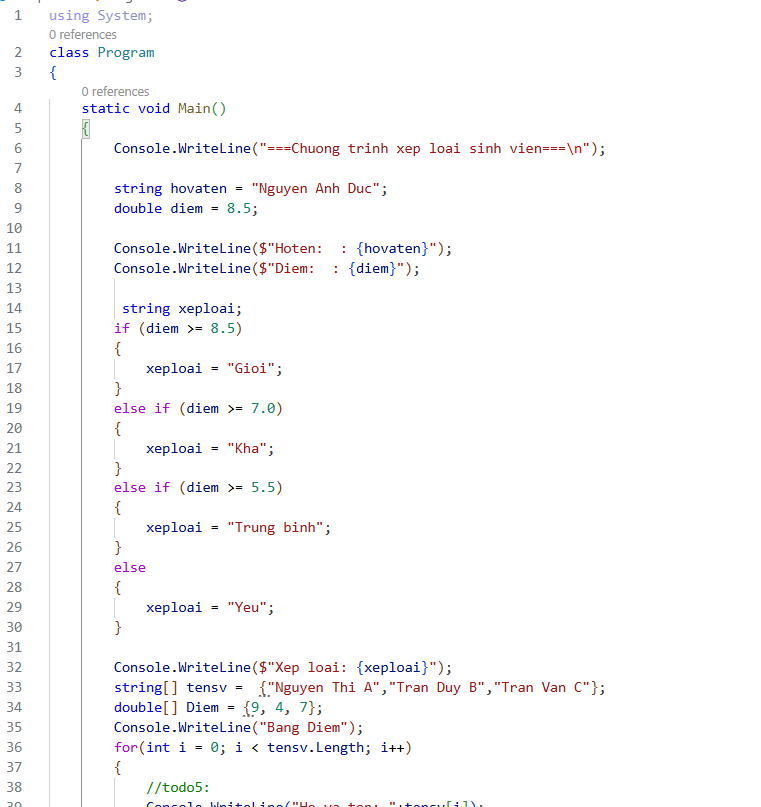 1 using System;
0 references
2 class Program
3 {
0 references
4 static void Main()
5 {
6 Console.WriteLine("===Chuong trinh xep loai sinh vien===\n");
7
8 string hovaten = "Nguyen Anh Duc";
9 double diem = 8.5;
10
11 Console.WriteLine($"Hoten:  : {hovaten}");
12 Console.WriteLine($"Diem:  : {diem}");
13
14 string xeploai;
15 if (diem >= 8.5)
16 {
17 xeploai = "Gioi";
18 }
19 else if (diem >= 7.0)
20 {
21 xeploai = "Kha";
22 }
23 else if (diem >= 5.5)
24 {
25 xeploai = "Trung binh";
26 }
27 else
28 {
29 xeploai = "Yeu";
30 }
31
32 Console.WriteLine($"Xep loai: {xeploai}");
33 string[] tensv =  {"Nguyen Thi A","Tran Duy B","Tran Van C"};
34 double[] Diem = {9, 4, 7};
35 Console.WriteLine("Bang Diem");
36 for(int i = 0; i < tensv.Length; i++)
37 {
38 //todo5:
39 Console.WriteLine("Ho va ten: "+tensv[i]);